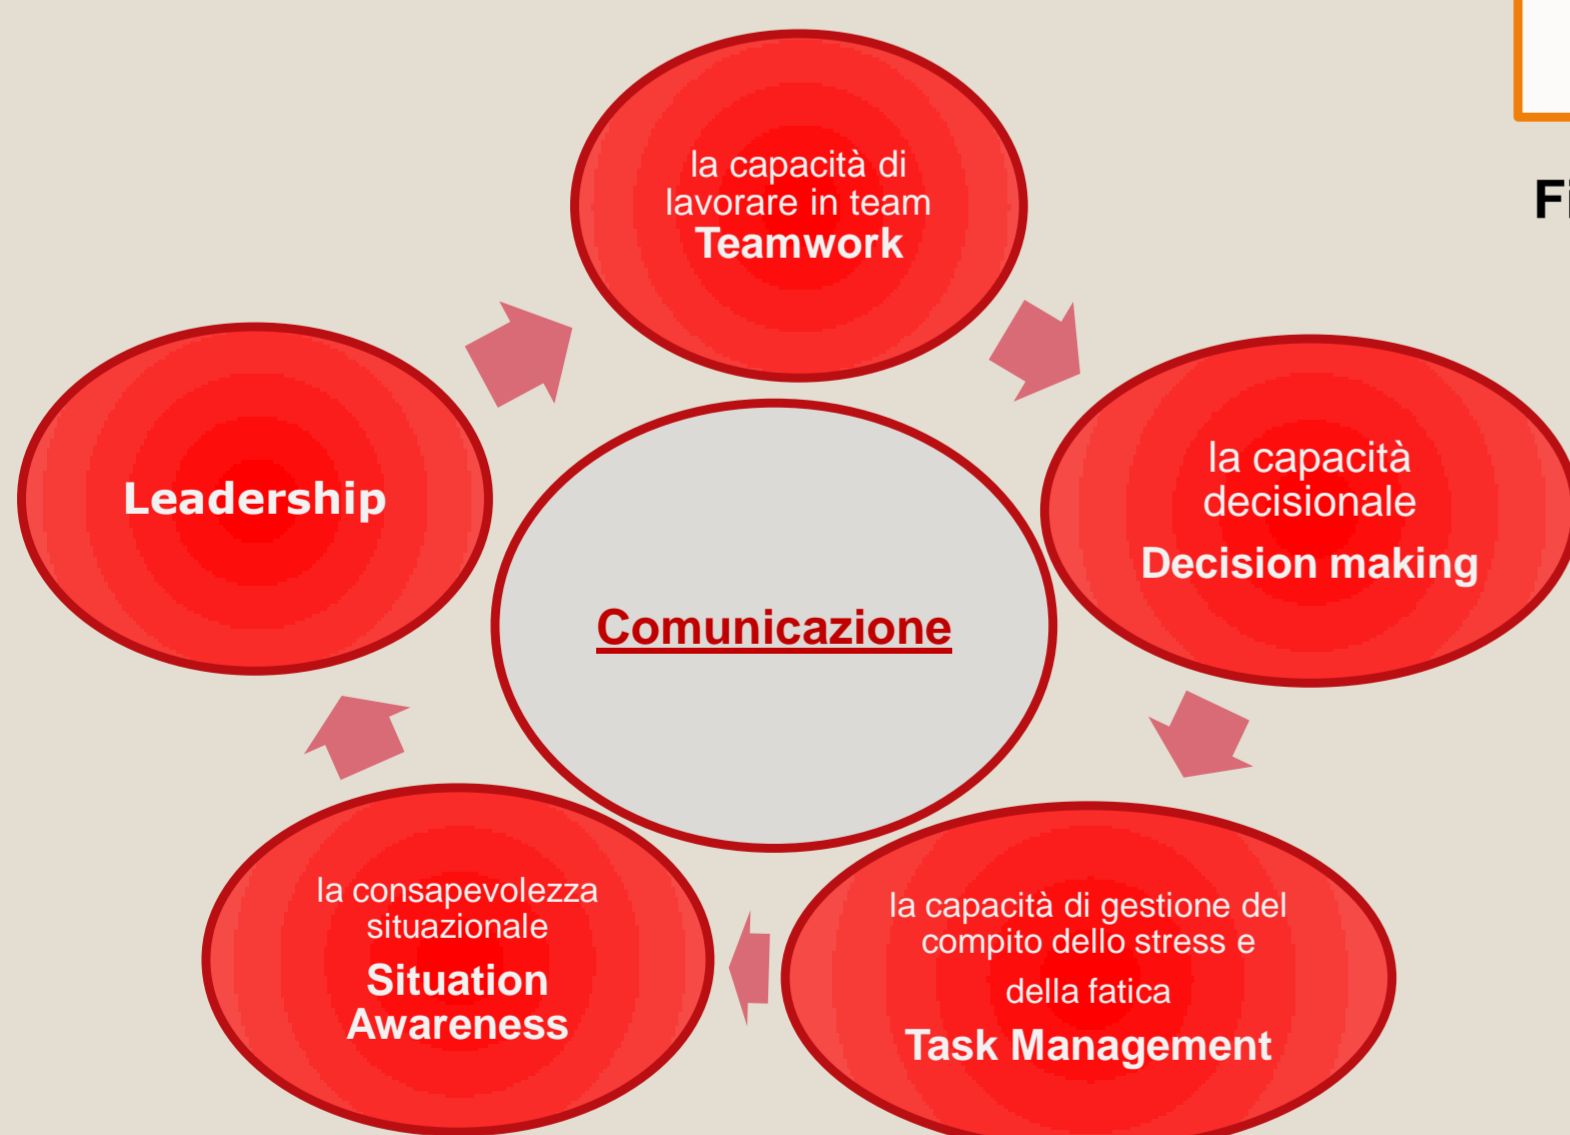 la capacità di
lavorare in team
Teamwork
Fi
la capacità
decisionale
Decision making
Leadership
Comunicazione
la consapevolezza
situazionale
Situation
Awareness
la capacità di gestione del
compito dello stress e
della fatica
Task Management